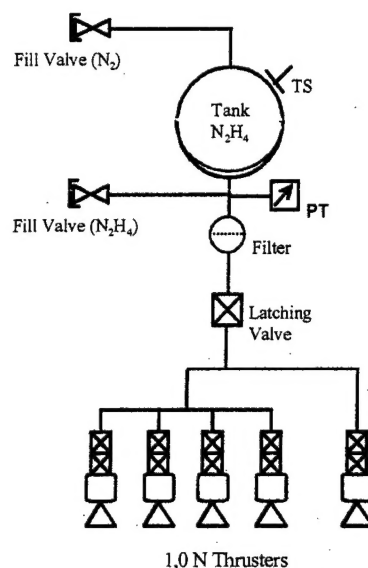 Fill Valve (N₂)
TS
Tank
N₂H₄
Fill Valve (N₂H₄)
PT
Filter
Latching
Valve
1,0 N Thrusters